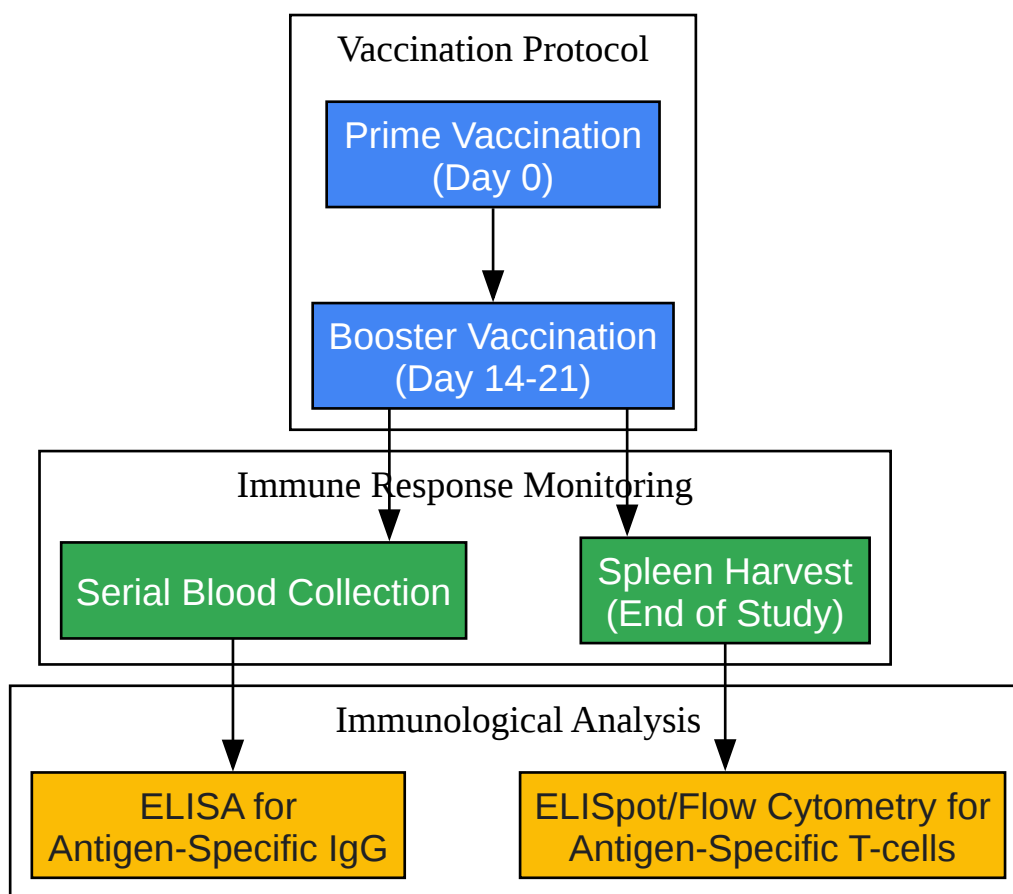 Vaccination Protocol
Prime Vaccination
(Day 0)
Booster Vaccination
(Day 14-21)
Immune Response Monitoring
Serial Blood Collection
Spleen Harvest
(End of Study)
Immunological Analysis
ELISA for
Antigen-Specific IgG
ELISpot/Flow Cytometry for
Antigen-Specific T-cells